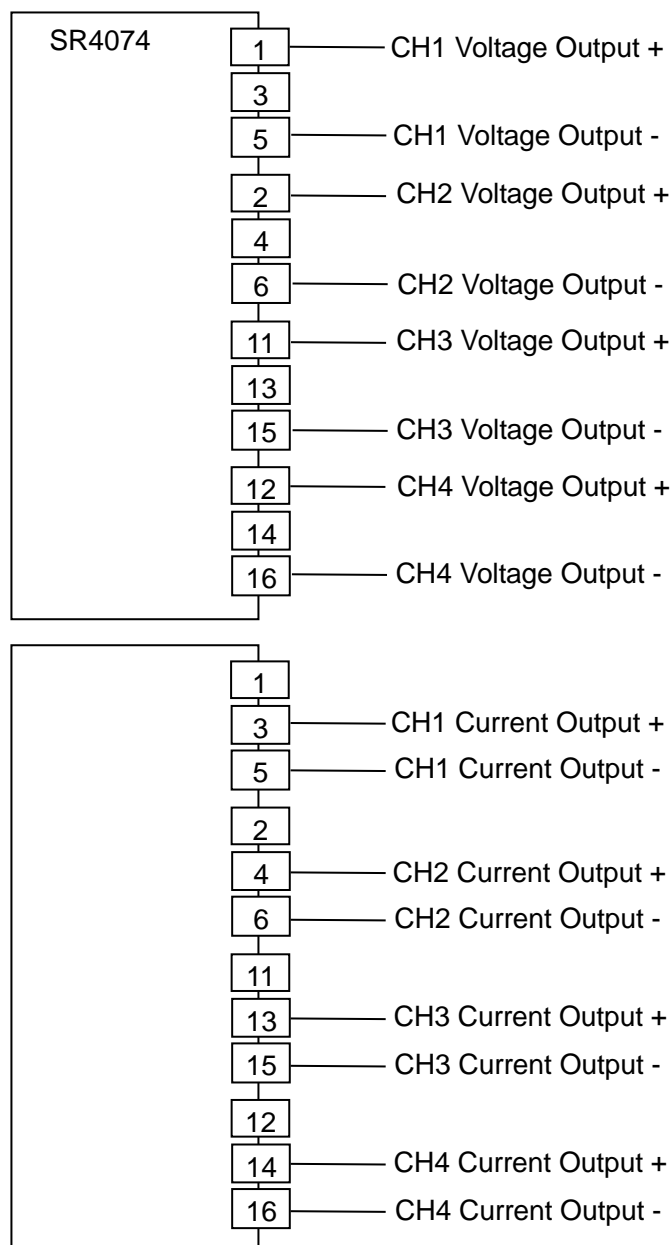 SR4074
1 CH1 Voltage Output +
3
5 CH1 Voltage Output -
2 CH2 Voltage Output +
4
6 CH2 Voltage Output -
11 CH3 Voltage Output +
13
15 CH3 Voltage Output -
12 CH4 Voltage Output +
14
16 CH4 Voltage Output -
1
3 CH1 Current Output +
5 CH1 Current Output -
2
4 CH2 Current Output +
6 CH2 Current Output -
11
13 CH3 Current Output +
15 CH3 Current Output -
12
14 CH4 Current Output +
16 CH4 Current Output -